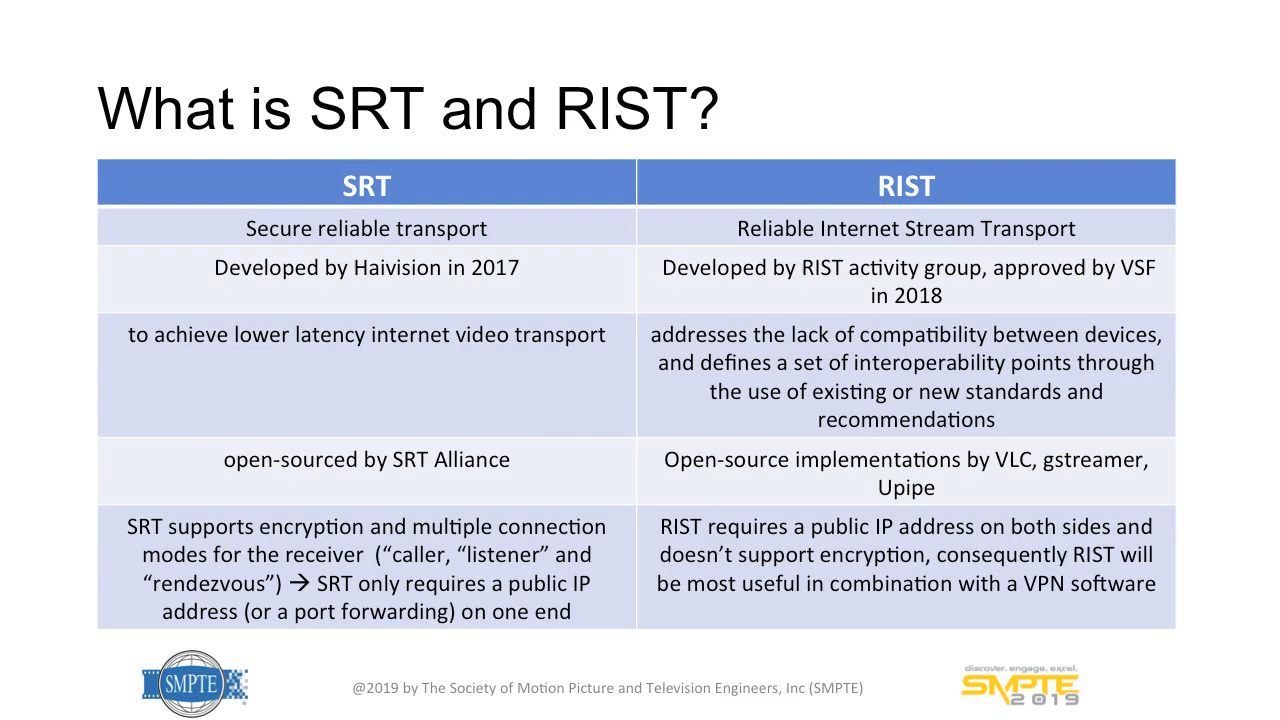 What is SRT and RIST?
SRT
RIST
Secure reliable transport
Reliable Internet Stream Transport
Developed by Haivision in 2017
Developed by RIST activity group, approved by VSF
in 2018
to achieve lower latency internet video transport
addresses the lack of compatibility between devices,
and defines a set of interoperability points through
the use of existing or new standards and
recommendations
open-sourced by SRT Alliance
Open-source implementations by VLC, gstreamer,
Upipe
SRT supports encryption and multiple connection
modes for the receiver  (“caller, “listener” and
“rendezvous”) → SRT only requires a public IP
address (or a port forwarding) on one end
RIST requires a public IP address on both sides and
doesn’t support encryption, consequently RIST will
be most useful in combination with a VPN software
SMPTE
@2019 by The Society of Motion Picture and Television Engineers, Inc (SMPTE)
discover. engage. excel.
SMPTE
2019